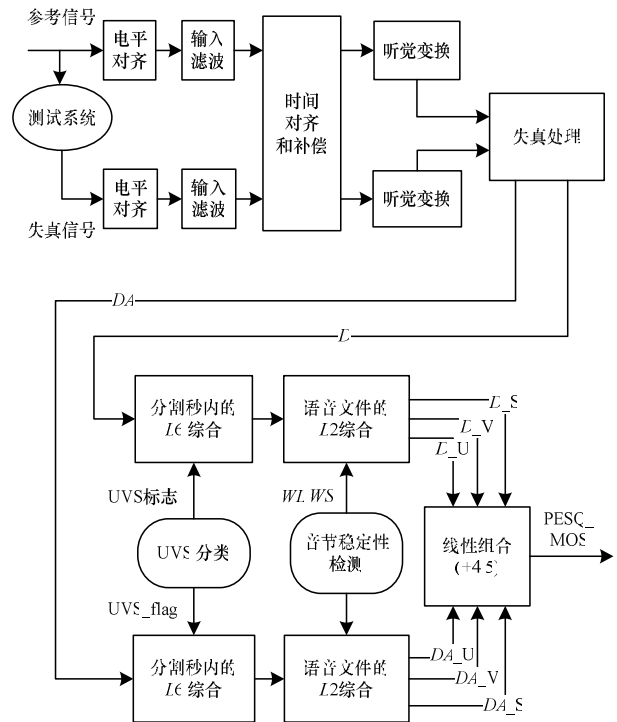 参考信号
电平
对齐
输入
滤波
时间
对齐
和补偿
听觉变换
测试系统
失真处理
电平
对齐
输入
滤波
听觉变换
失真信号
DA
D
分割秒内的
L6 综合
语音文件的
L2综合
D_S
D_V
D_U
UVS标志
WI, WS
UVS 分类
音节稳定性
检测
线性组合
(+4.5)
PESQ_
MOS
UVS_flag
分割秒内的
L6 综合
语音文件的
L2综合
DA_U
DA_V
DA_S